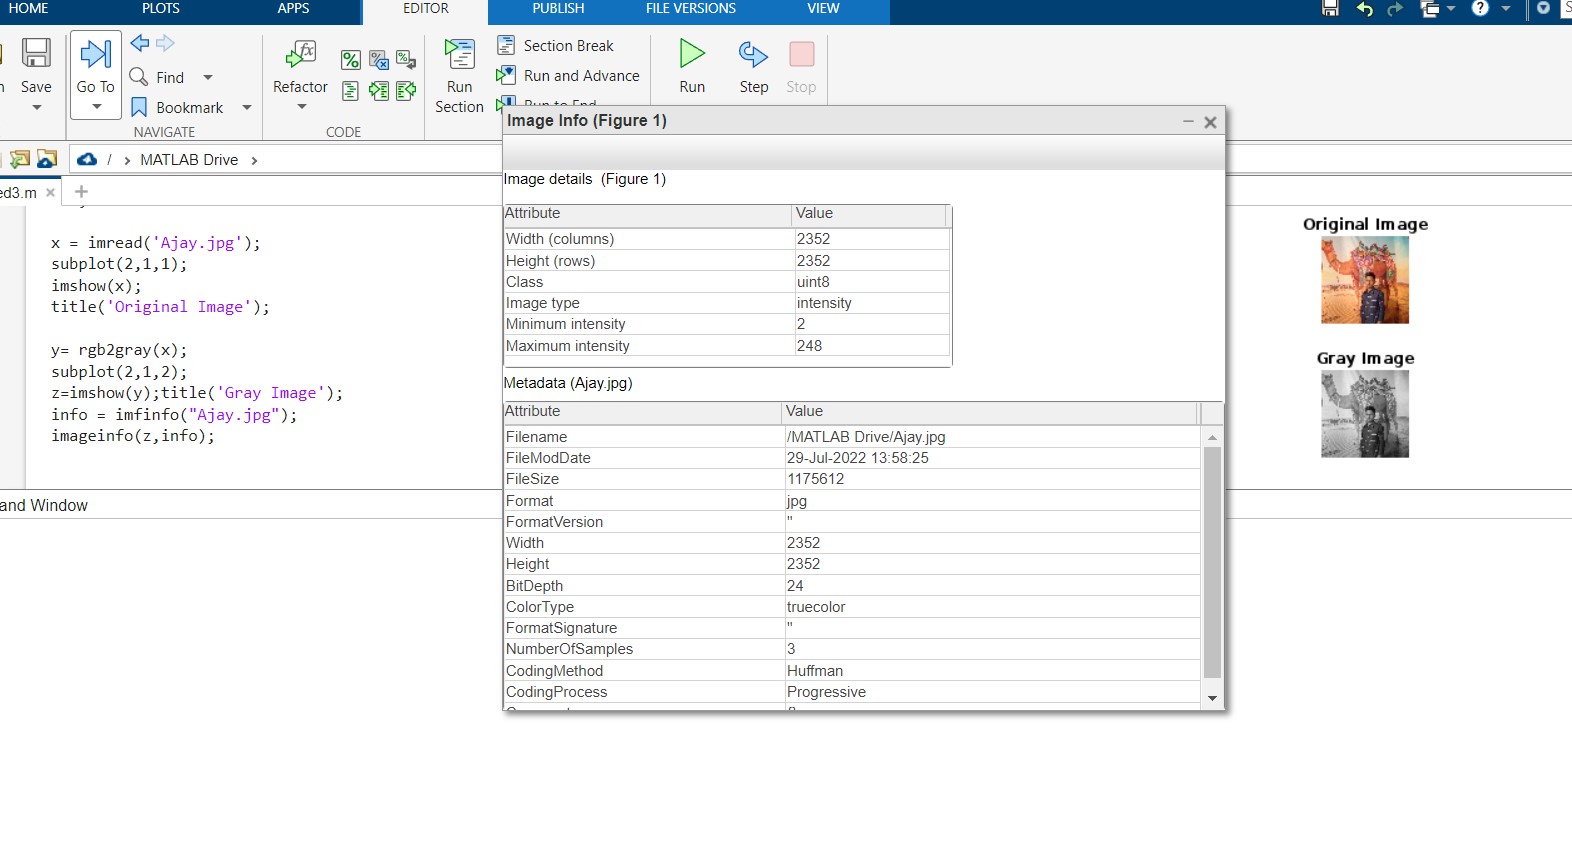 HOME PLOTS APPS EDITOR PUBLISH FILE VERSIONS VIEW
Save
Go To
Find
Bookmark
NAVIGATE
Refactor
CODE
Run
Section
Section Break
Run and Advance
Run to End
Run
Step
Stop
/ > MATLAB Drive >
ed3.m × +
x = imread('Ajay.jpg');
subplot(2,1,1);
imshow(x);
title('Original Image');
y= rgb2gray(x);
subplot(2,1,2);
z=imshow(y);title('Gray Image');
info = imfinfo("Ajay.jpg");
imageinfo(z,info);
and Window
Image Info (Figure 1)
Image details (Figure 1)
Attribute Value
Width (columns) 2352
Height (rows) 2352
Class uint8
Image type intensity
Minimum intensity 2
Maximum intensity 248
Metadata (Ajay.jpg)
Attribute Value
Filename /MATLAB Drive/Ajay.jpg
FileModDate 29-Jul-2022 13:58:25
FileSize 1175612
Format jpg
FormatVersion ''
Width 2352
Height 2352
BitDepth 24
ColorType truecolor
FormatSignature ''
NumberOfSamples 3
CodingMethod Huffman
CodingProcess Progressive
Original Image
Gray Image